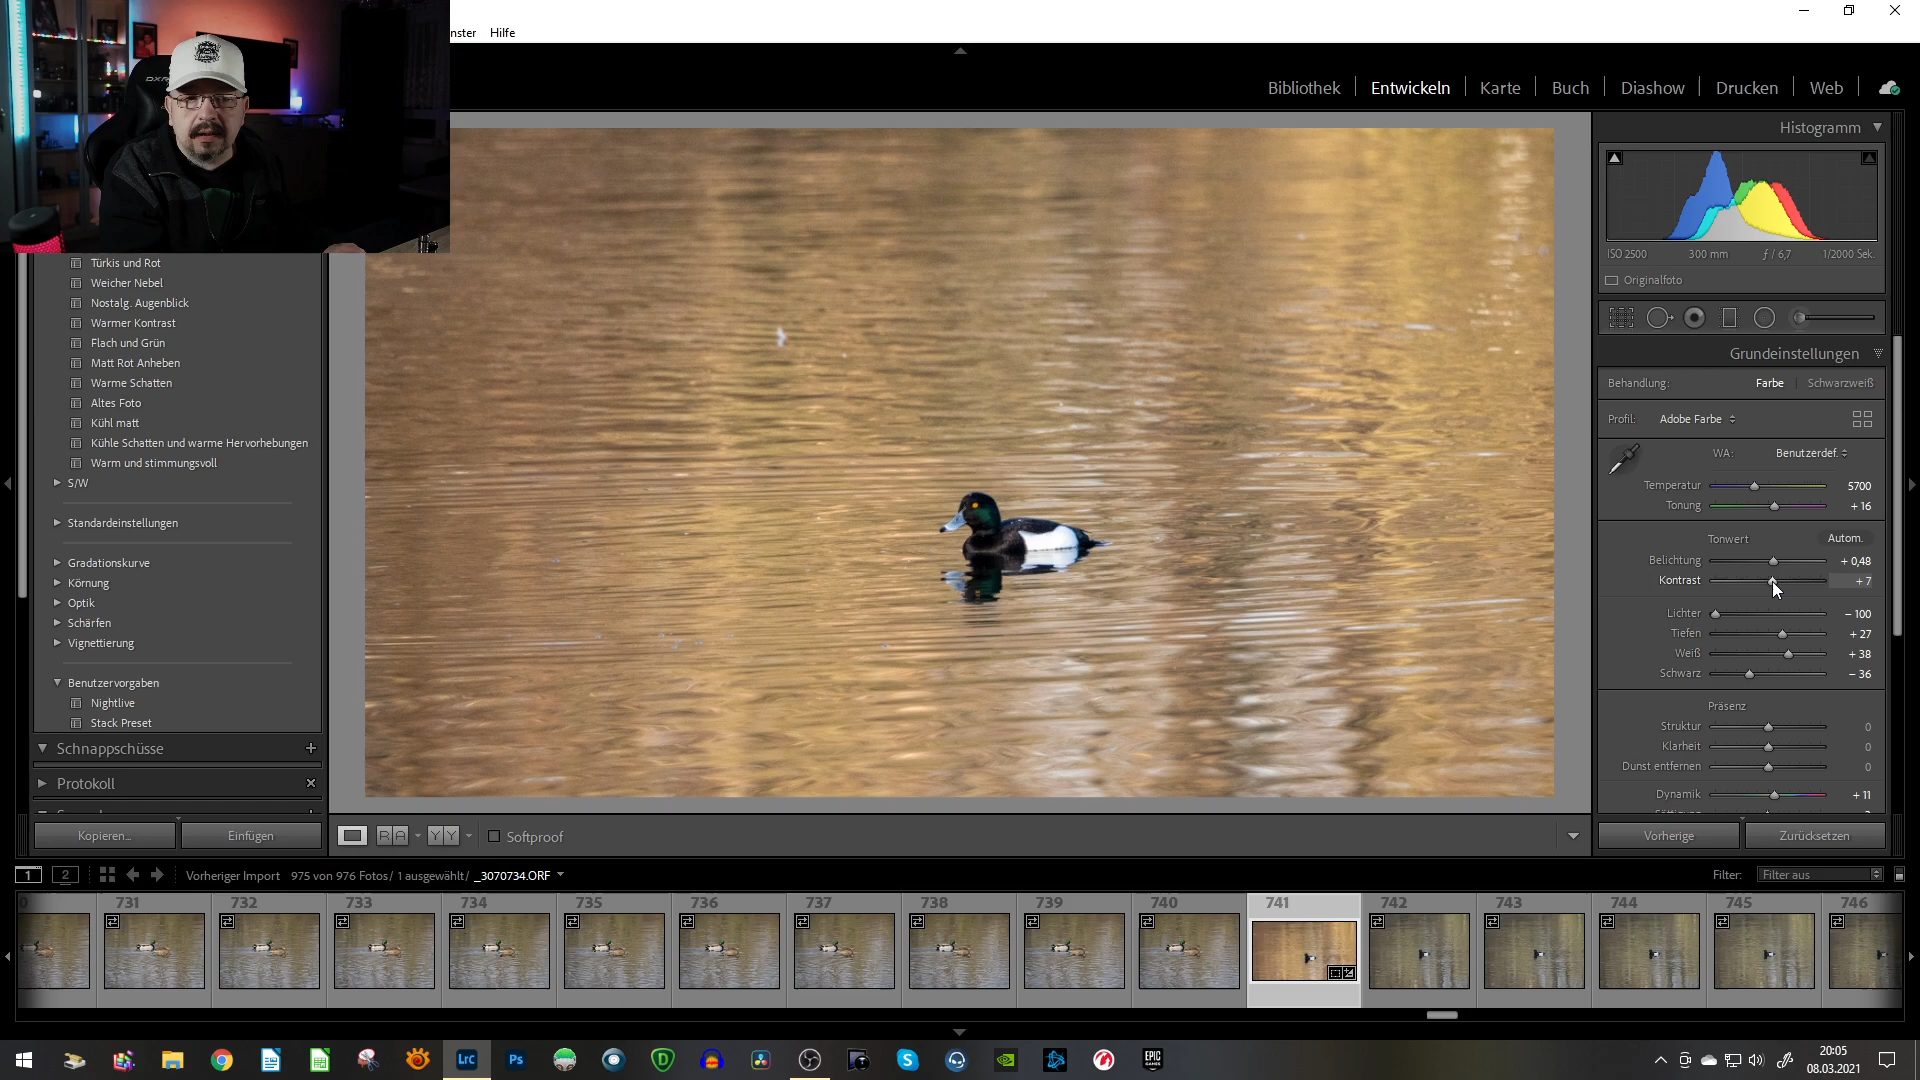 nster Hilfe
Bibliothek Entwickeln Karte Buch Diashow Drucken Web
Histogramm
ISO 2500 300 mm ƒ / 6,7 1/2000 Sek.
Originalfoto
Grundeinstellungen
Behandlung: Farbe Schwarzweiß
Profil: Adobe Farbe
WA: Benutzerdef.
Temperatur 5700
Tonung + 16
Tonwert Autom.
Belichtung + 0,48
Kontrast + 7
Lichter – 100
Tiefen + 27
Weiß + 38
Schwarz – 36
Präsenz
Struktur 0
Klarheit 0
Dunst entfernen 0
Dynamik + 11
Vorherige Zurücksetzen
Türkis und Rot
Weicher Nebel
Nostalg. Augenblick
Warmer Kontrast
Flach und Grün
Matt Rot Anheben
Warme Schatten
Altes Foto
Kühl matt
Kühle Schatten und warme Hervorhebungen
Warm und stimmungsvoll
S/W
Standardeinstellungen
Gradationskurve
Körnung
Optik
Schärfen
Vignettierung
Benutzervorgaben
Nightlive
Stack Preset
Schnappschüsse
Protokoll
Kopieren... Einfügen
R A Y Y Softproof
1 2 Vorheriger Import 975 von 976 Fotos/ 1 ausgewählt/ _3070734.ORF Filter: Filter aus
0 731 732 733 734 735 736 737 738 739 740 741 742 743 744 745 746
Lrc Ps EPIC GAMES
20:05
08.03.2021